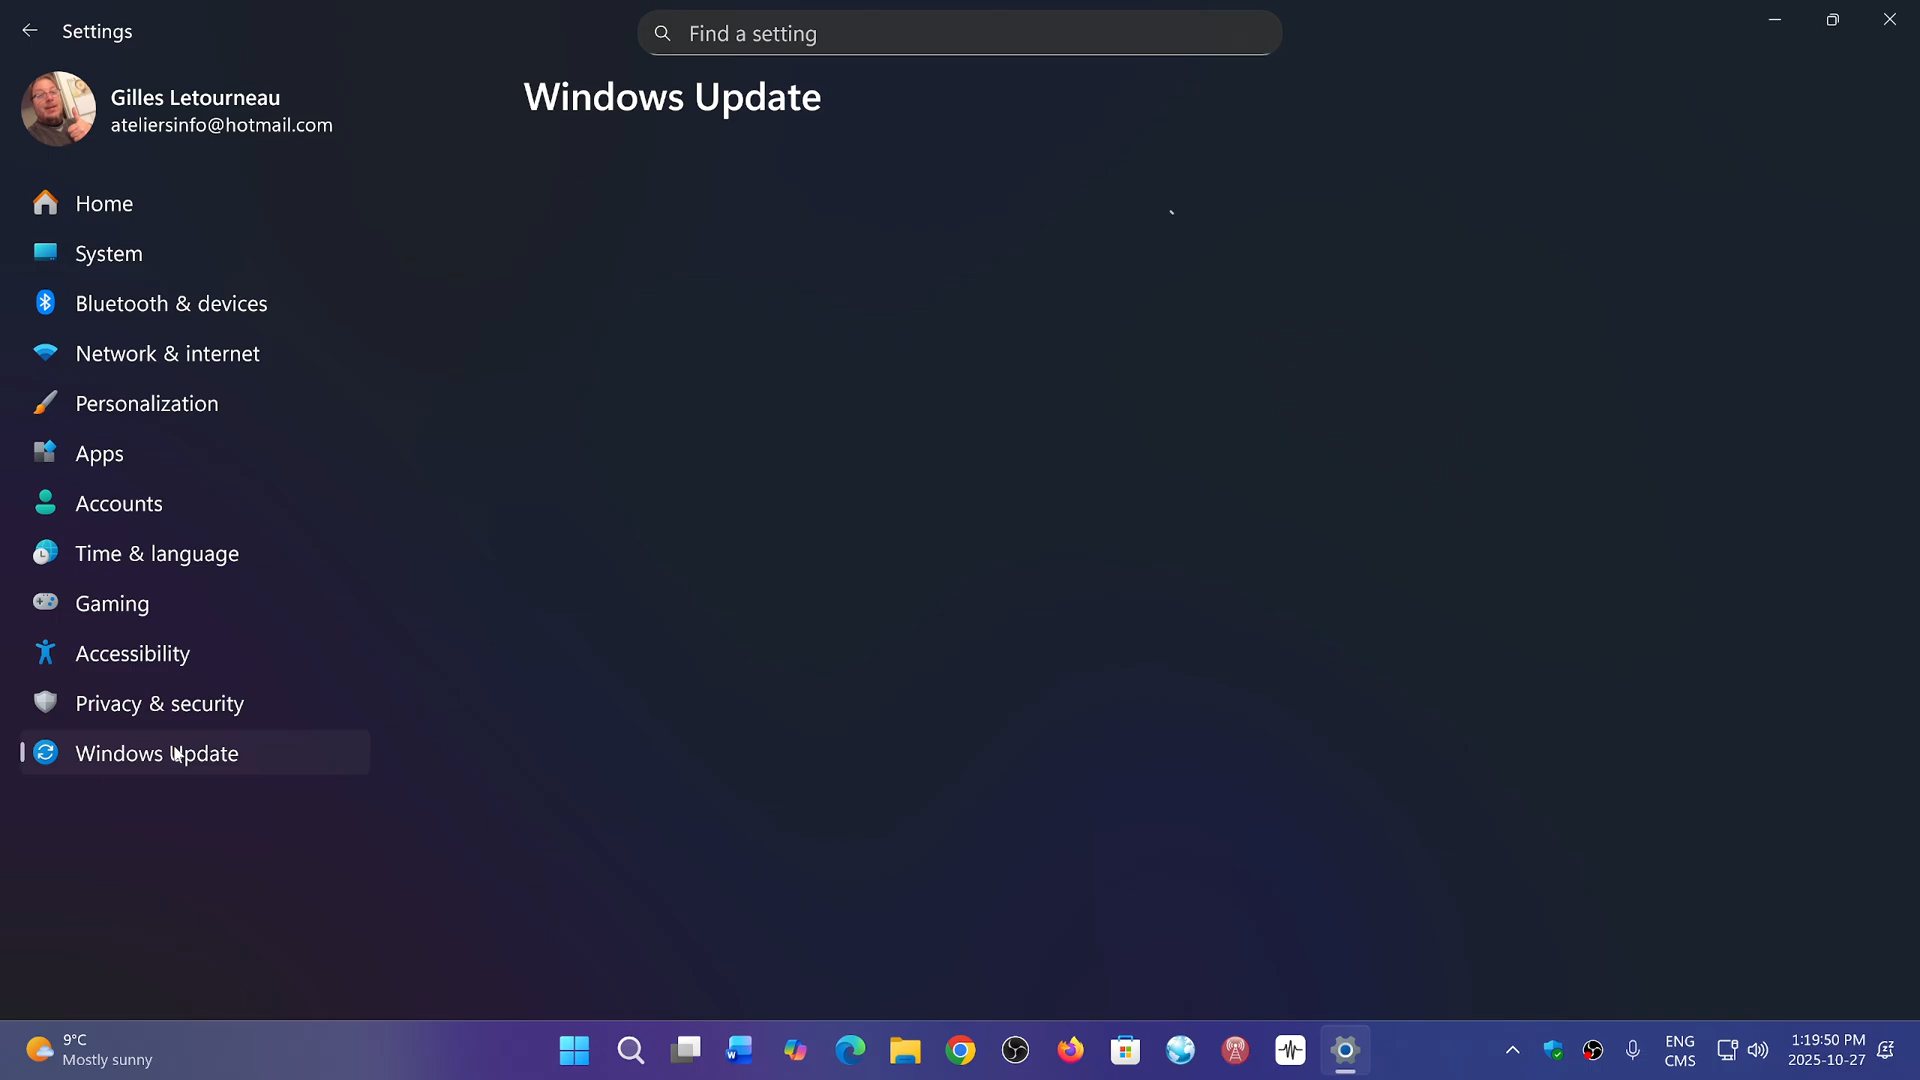 Settings
Find a setting
Gilles Letourneau
ateliersinfo@hotmail.com
Windows Update
Home
System
Bluetooth & devices
Network & internet
Personalization
Apps
Accounts
Time & language
Gaming
Accessibility
Privacy & security
Windows Update
9°C
Mostly sunny
ENG
CMS
1:19:50 PM
2025-10-27